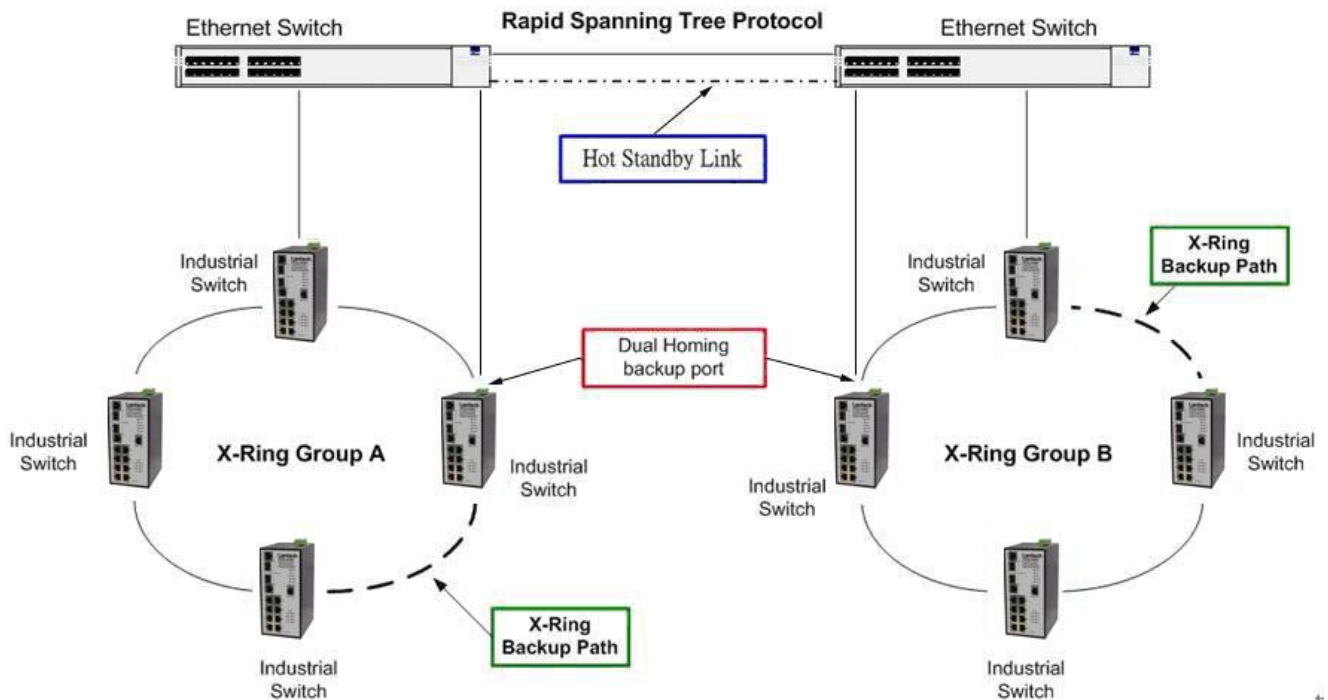 Rapid Spanning Tree Protocol
Ethernet Switch
Ethernet Switch
Hot Standby Link
Industrial
Switch
Industrial
Switch
X-Ring
Backup Path
Dual Homing
backup port
Industrial
Switch
X-Ring Group A
Industrial
Switch
Industrial
Switch
X-Ring Group B
Industrial
Switch
X-Ring
Backup Path
Industrial
Switch
Industrial
Switch